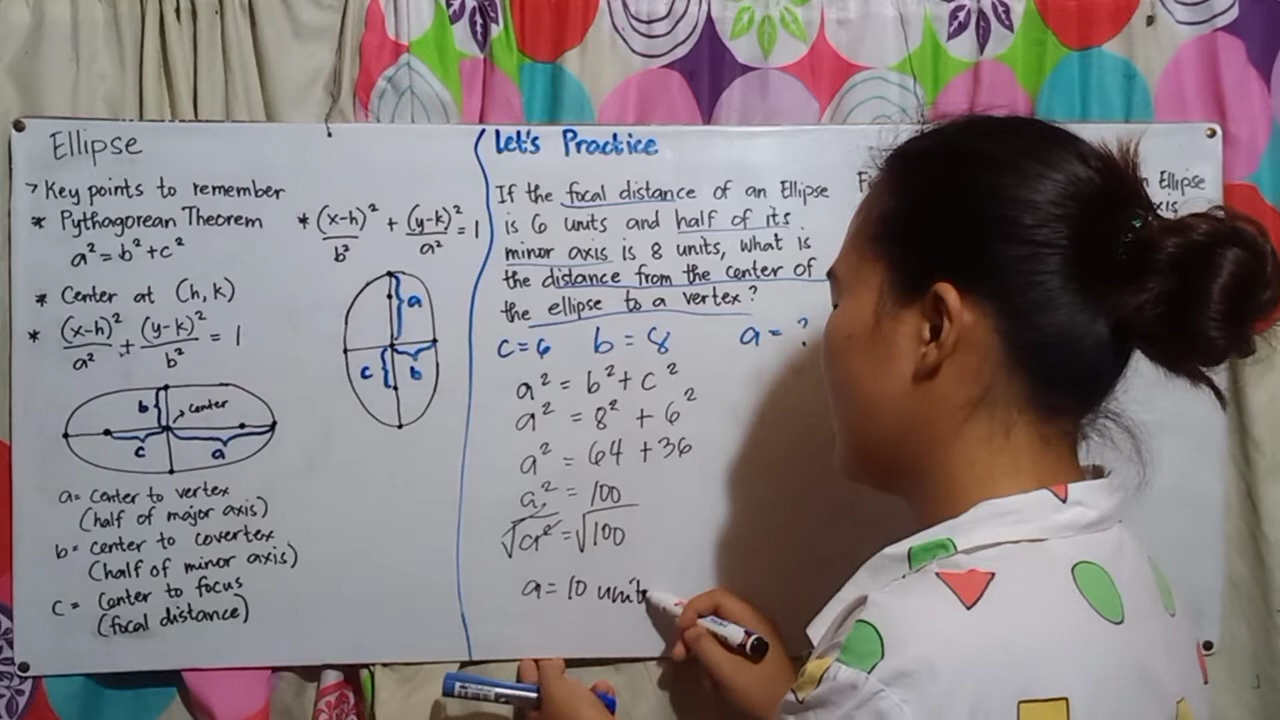 Ellipse
> Key points to remember
* Pythagorean Theorem
a² = b² + c²
* Center at (h, k)
* (x-h)²/a² + (y-k)²/b² = 1
b
center
c
a
a = center to vertex
(half of major axis)
b = center to covertex
(half of minor axis)
c = center to focus
(focal distance)
* (x-h)²/b² + (y-k)²/a² = 1
a
c
b
Let's Practice
If the focal distance of an Ellipse
is 6 units and half of its
minor axis is 8 units, what is
the distance from the center of
the ellipse to a vertex?
c = 6 b = 8 a = ?
a² = b² + c²
a² = 8² + 6²
a² = 64 + 36
a² = 100
√a² = √100
a = 10 units
Ellipse